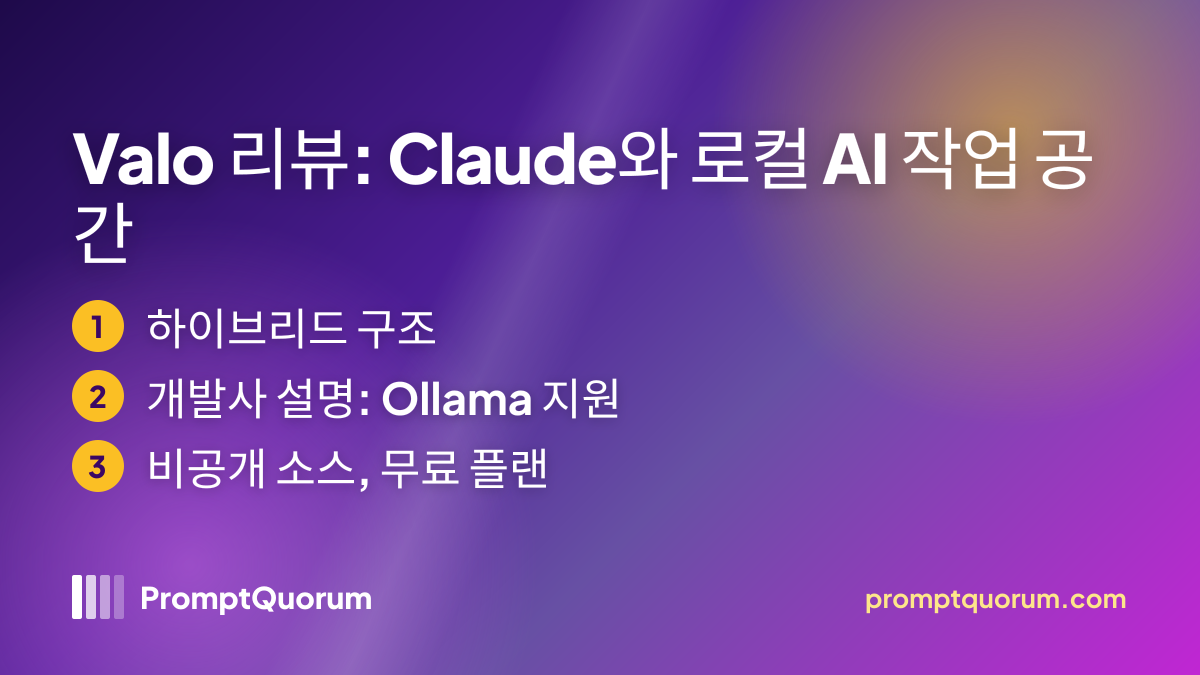 Valo 리뷰: Claude와 로컬 AI 작업 공
간
1 하이브리드 구조
2 개발사 설명: Ollama 지원
3 비공개 소스, 무료 플랜
PromptQuorum
promptquorum.com